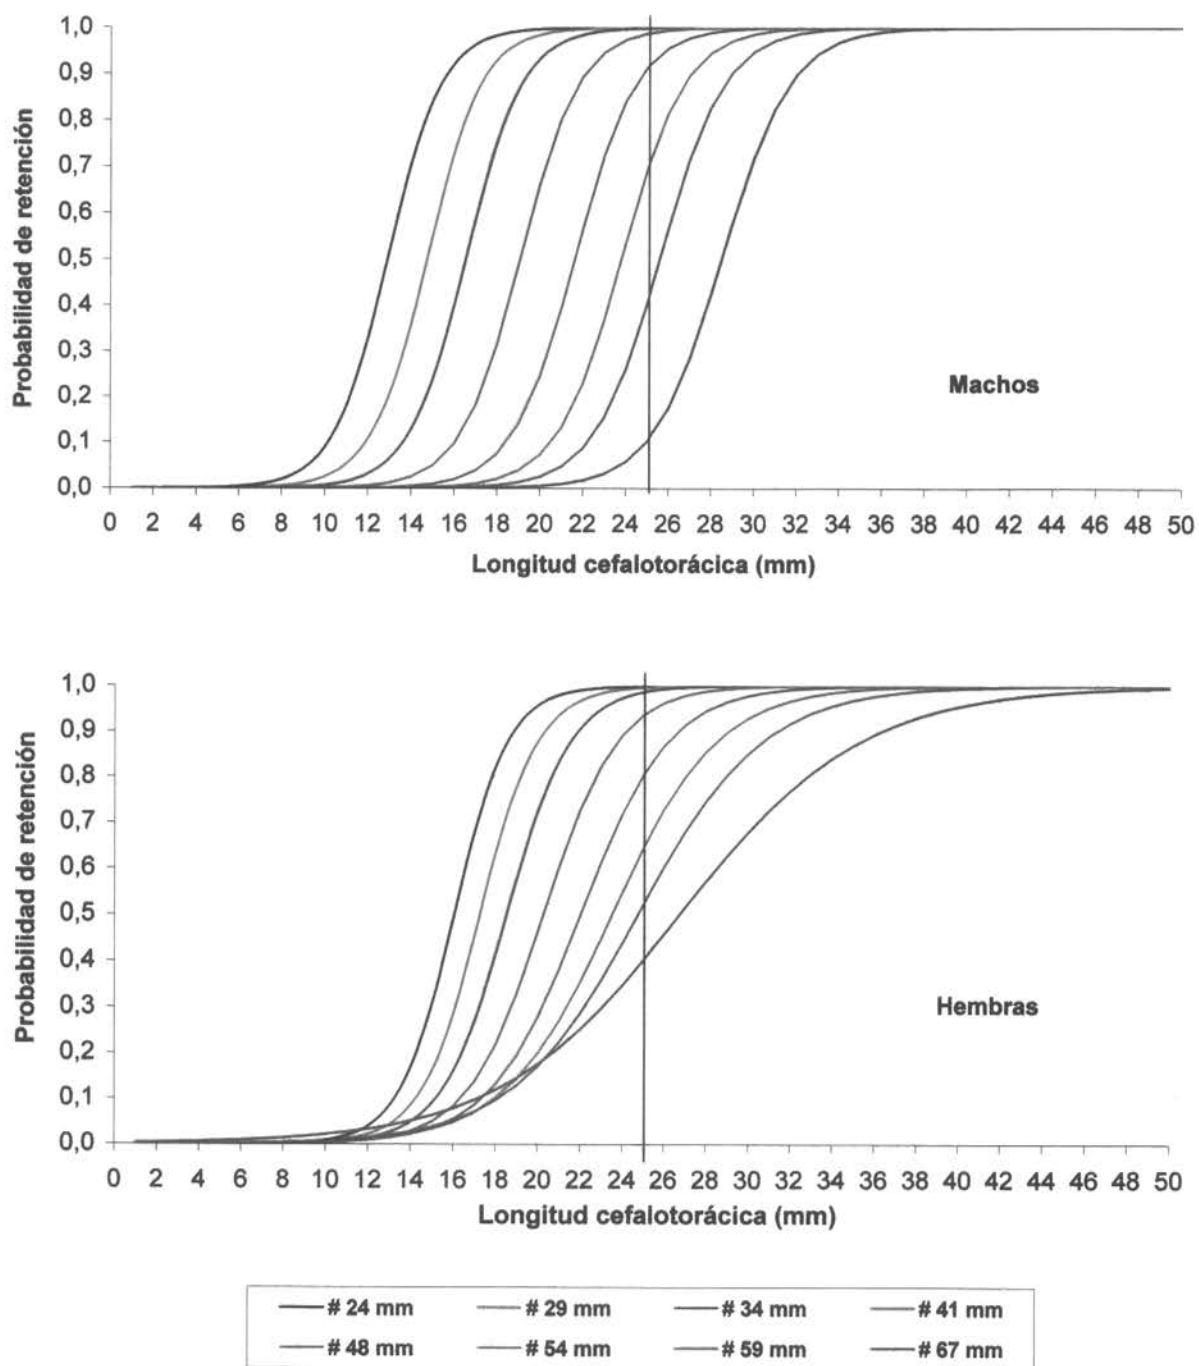 Probabilidad de retención
1,0
0,9
0,8
0,7
0,6
0,5
0,4
0,3
0,2
0,1
0,0
Machos
0 2 4 6 8 10 12 14 16 18 20 22 24 26 28 30 32 34 36 38 40 42 44 46 48 50
Longitud cefalotorácica (mm)
Probabilidad de retención
1,0
0,9
0,8
0,7
0,6
0,5
0,4
0,3
0,2
0,1
0,0
Hembras
0 2 4 6 8 10 12 14 16 18 20 22 24 26 28 30 32 34 36 38 40 42 44 46 48 50
Longitud cefalotorácica (mm)
# 24 mm # 29 mm # 34 mm # 41 mm
# 48 mm # 54 mm # 59 mm # 67 mm